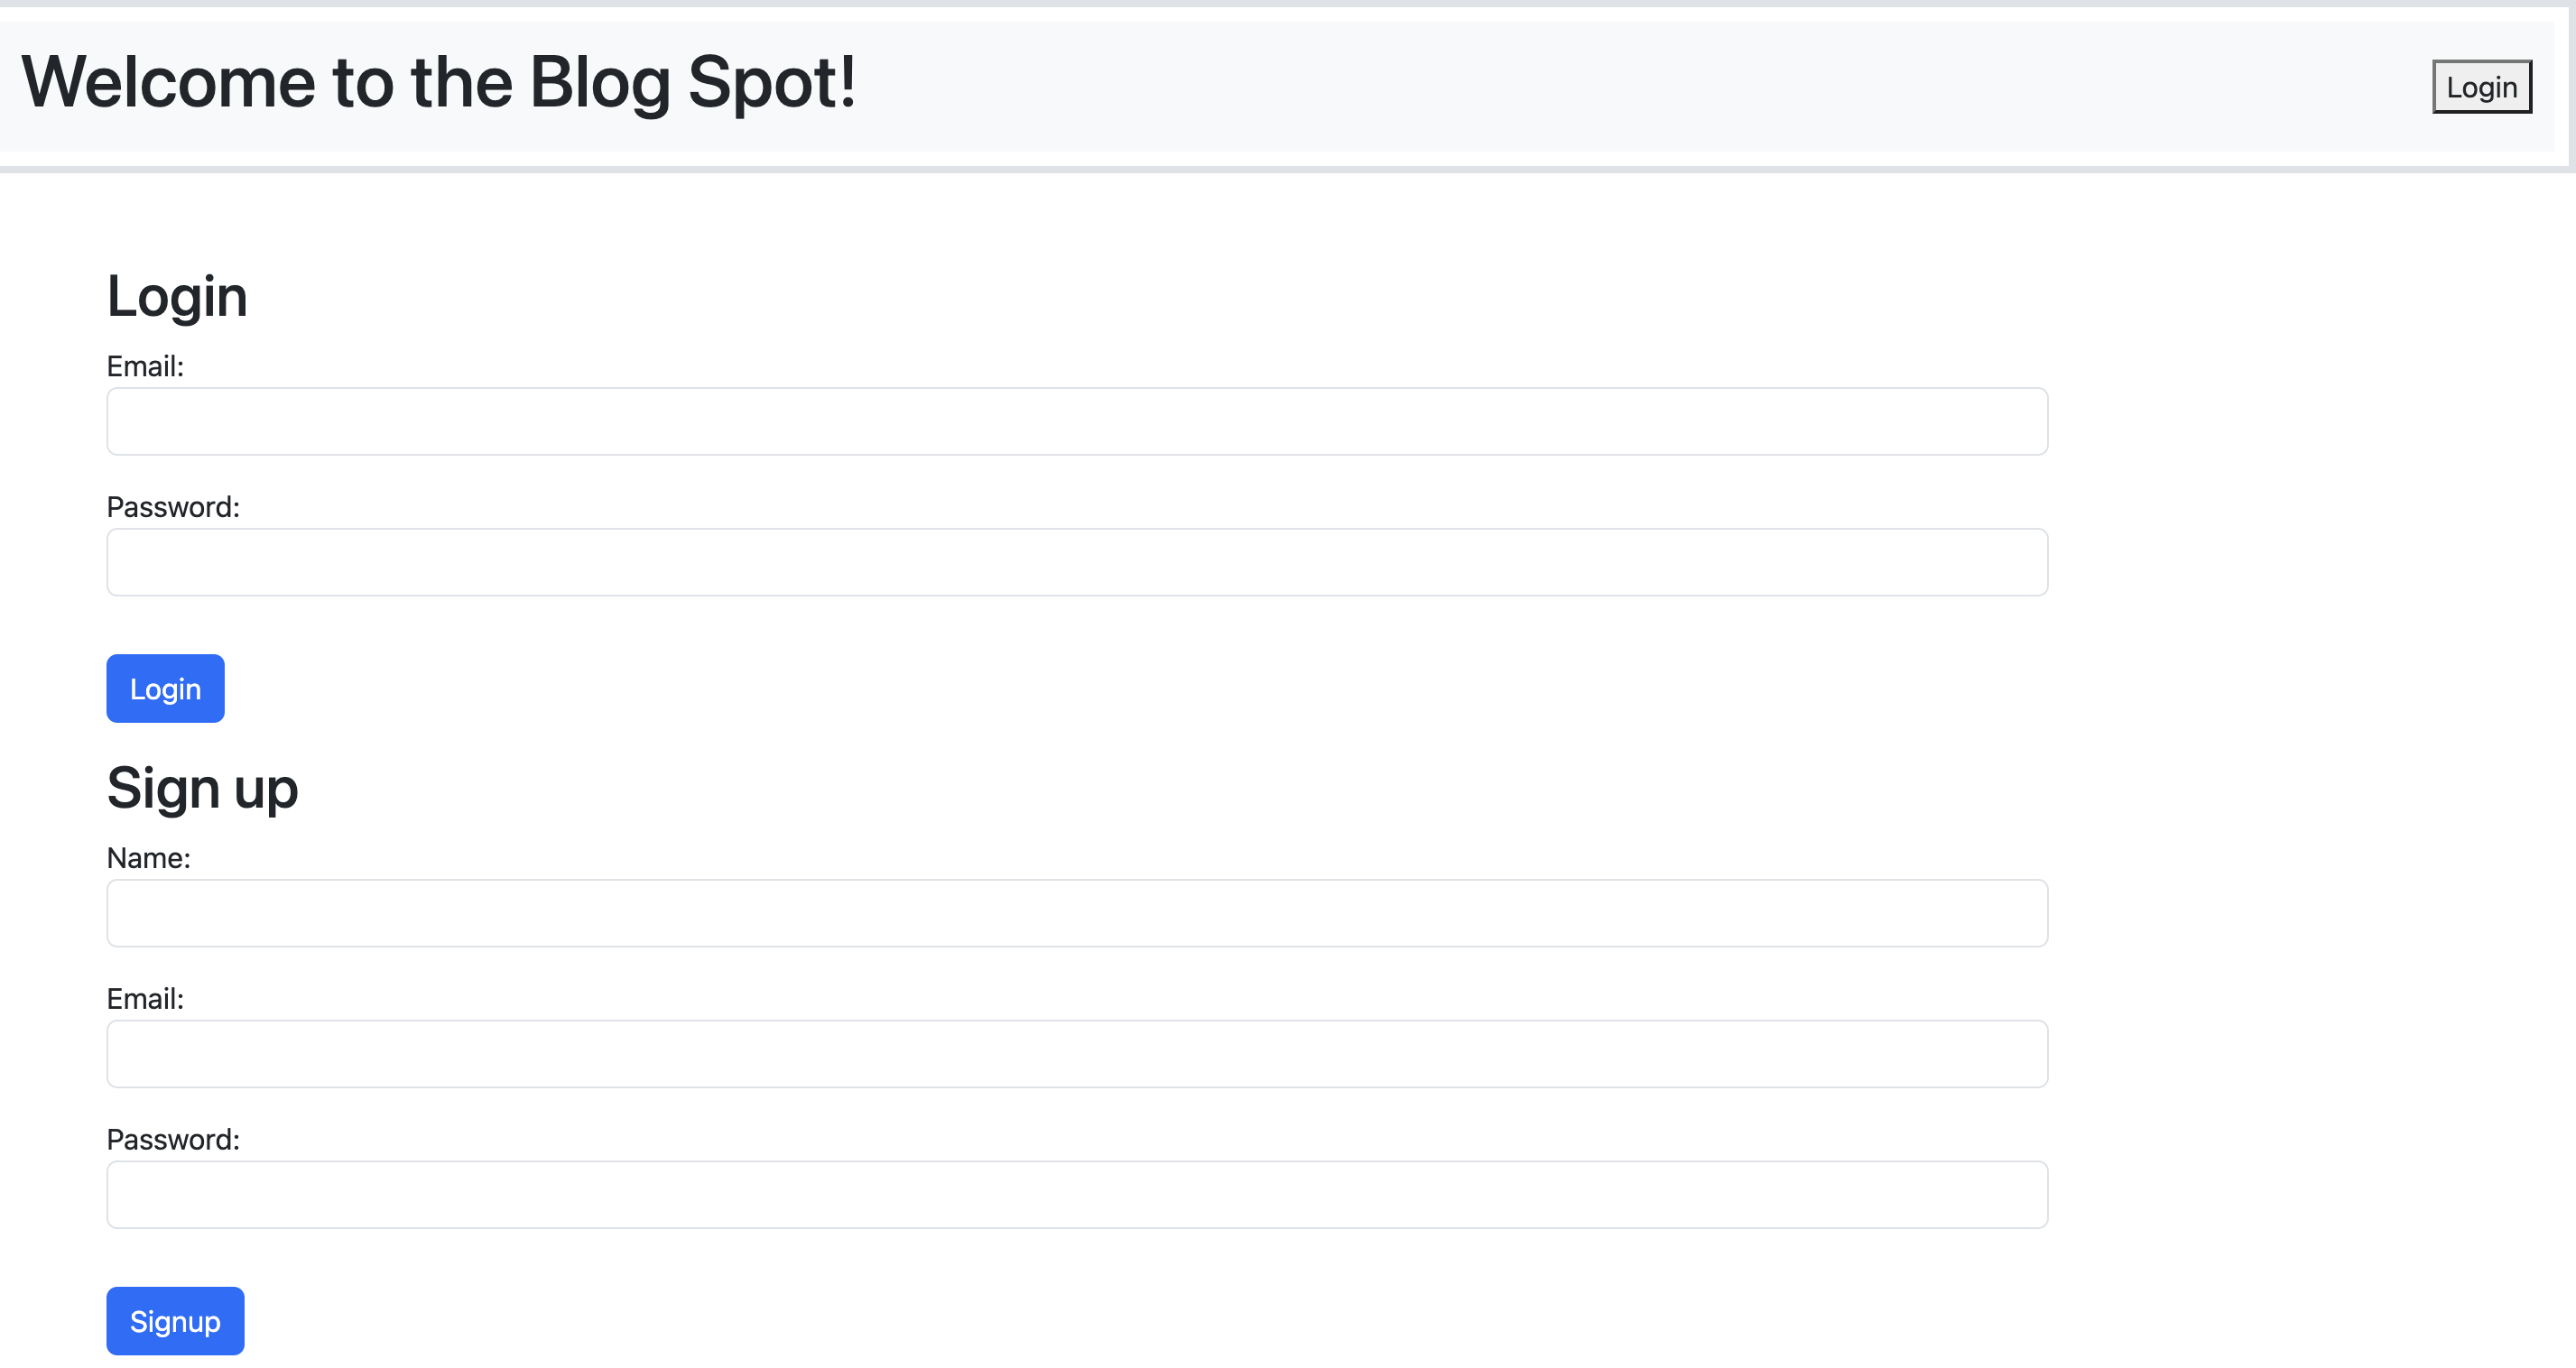 Welcome to the Blog Spot!
Login
Login
Email:
Password:
Login
Sign up
Name:
Email:
Password:
Signup